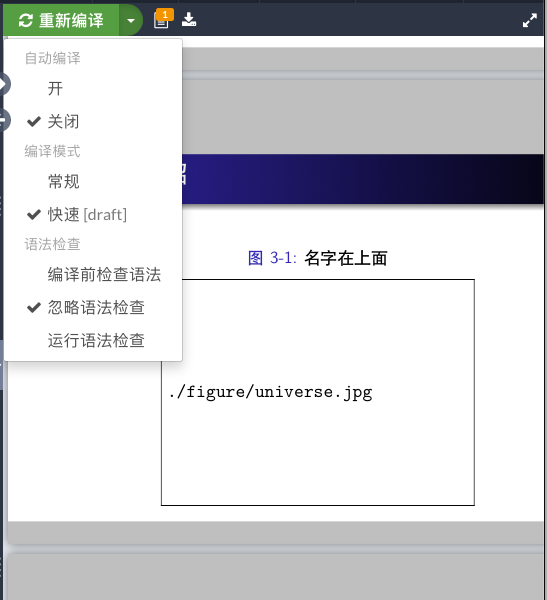 重新编译
1
自动编译
开
关闭
编译模式
常规
快速 [draft]
语法检查
编译前检查语法
忽略语法检查
运行语法检查
图 3-1: 名字在上面
./figure/universe.jpg